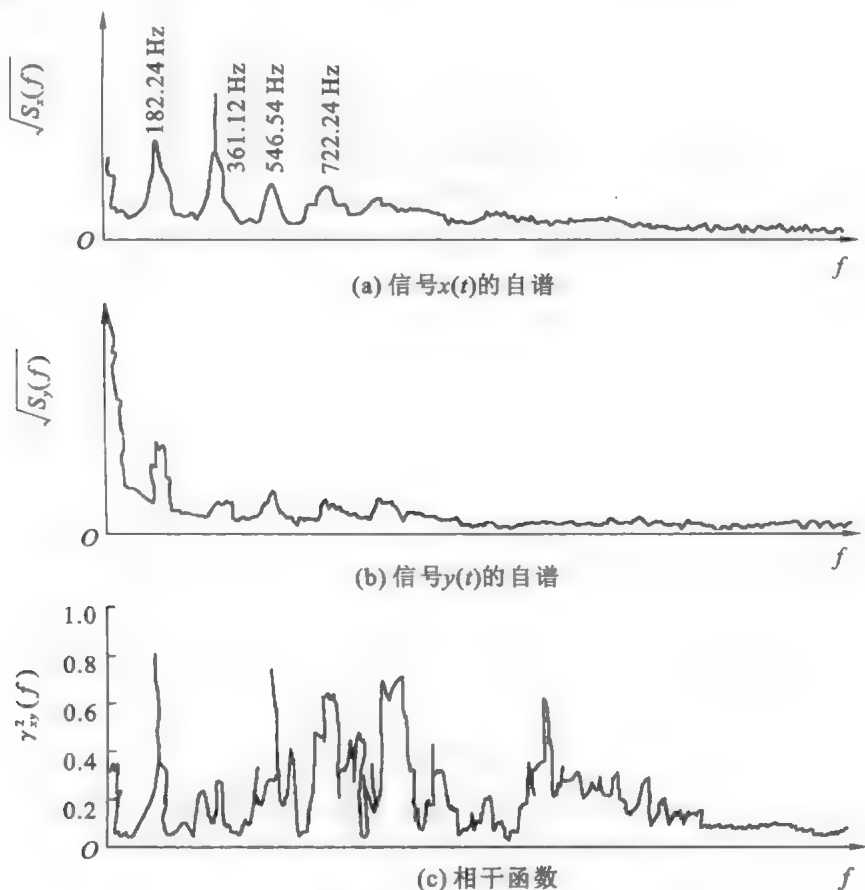 √Sx(f)
182.24 Hz
361.12 Hz
546.54 Hz
722.24 Hz
O
f
(a) 信号x(t)的自谱
√Sy(f)
O
f
(b) 信号y(t)的自谱
γ²xy(f)
1.0
0.8
0.6
0.4
0.2
O
f
(c) 相干函数